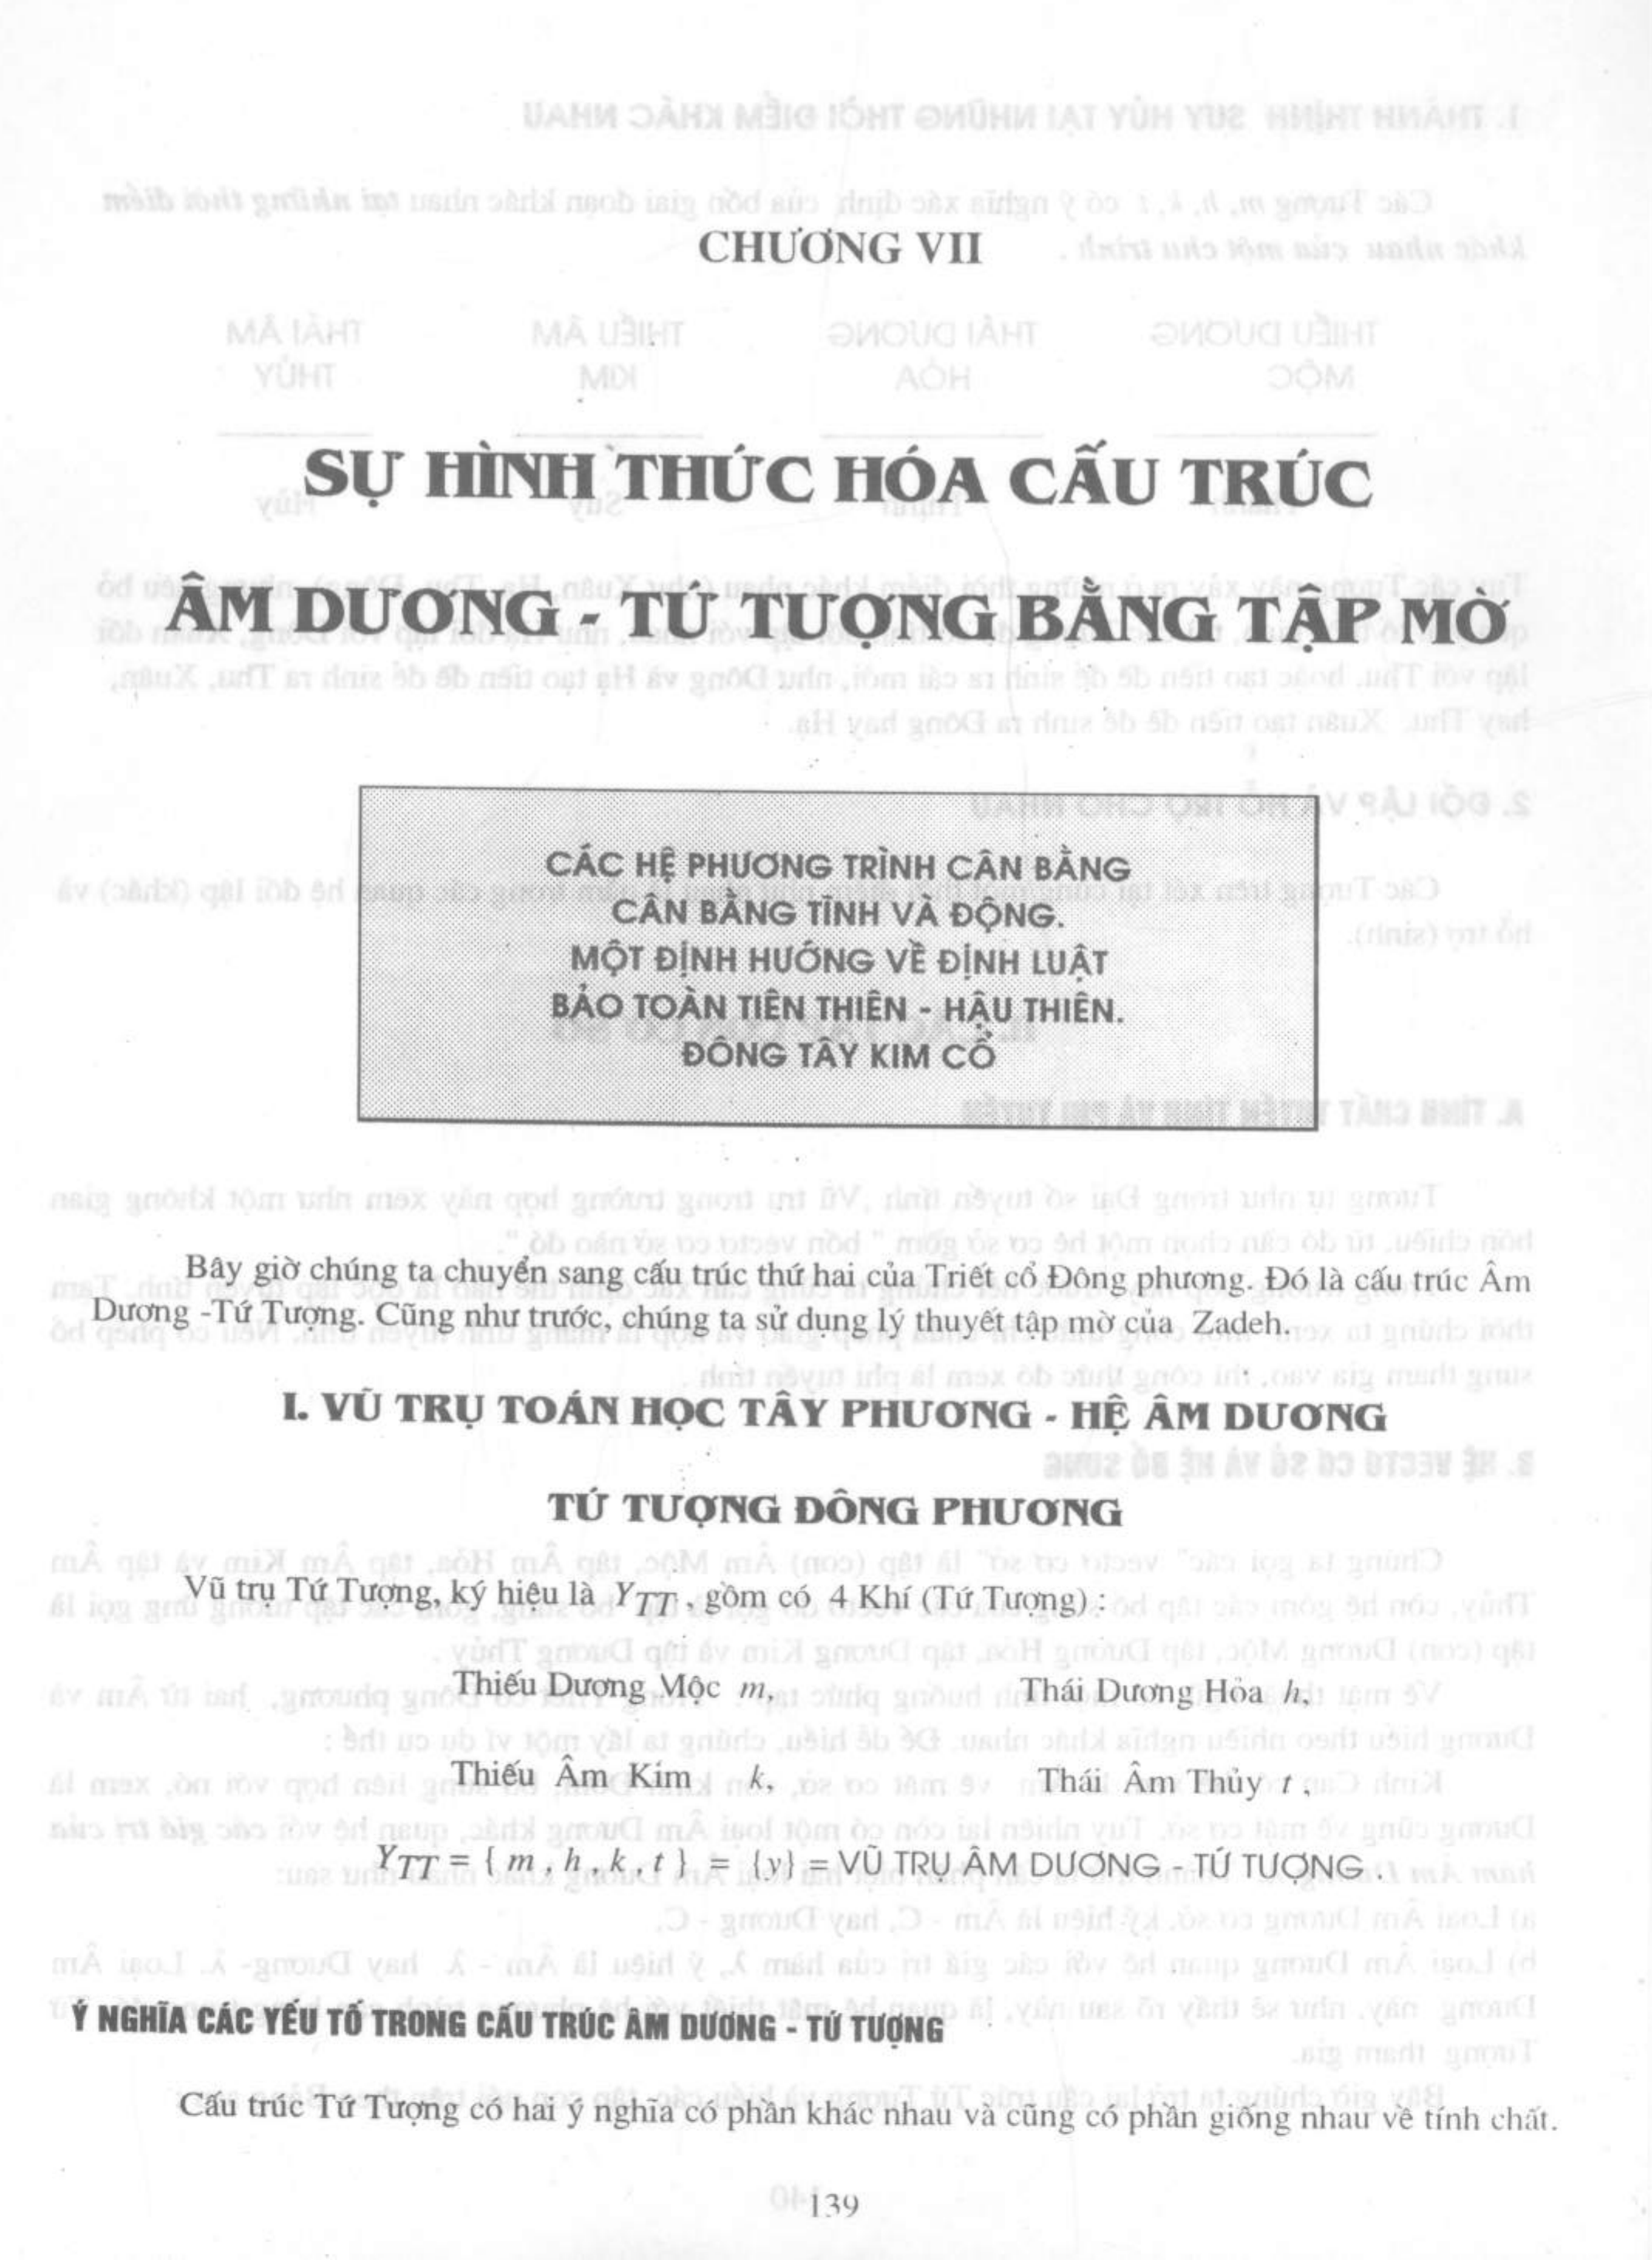 CHƯƠNG VII
SỰ HÌNH THỨC HÓA CẤU TRÚC
ÂM DƯƠNG - TỨ TƯỢNG BẰNG TẬP MỜ
CÁC HỆ PHƯƠNG TRÌNH CÂN BẰNG
CÂN BẰNG TĨNH VÀ ĐỘNG.
MỘT ĐỊNH HƯỚNG VỀ ĐỊNH LUẬT
BẢO TOÀN TIÊN THIÊN - HẬU THIÊN.
ĐÔNG TÂY KIM CỔ
Bây giờ chúng ta chuyển sang cấu trúc thứ hai của Triết cổ Đông phương. Đó là cấu trúc Âm
Dương -Tứ Tượng. Cũng như trước, chúng ta sử dụng lý thuyết tập mờ của Zadeh.
I. VŨ TRỤ TOÁN HỌC TÂY PHƯƠNG - HỆ ÂM DƯƠNG
TỨ TƯỢNG ĐÔNG PHƯƠNG
Vũ trụ Tứ Tượng, ký hiệu là Y_TT , gồm có 4 Khí (Tứ Tượng) :
Thiếu Dương Mộc m, Thái Dương Hỏa h,
Thiếu Âm Kim k, Thái Âm Thủy t ,
Y_TT = { m , h , k , t } = {y} = VŨ TRỤ ÂM DƯƠNG - TỨ TƯỢNG .
Ý NGHĨA CÁC YẾU TỐ TRONG CẤU TRÚC ÂM DƯƠNG - TỨ TƯỢNG
Cấu trúc Tứ Tượng có hai ý nghĩa có phần khác nhau và cũng có phần giống nhau về tính chất.
139